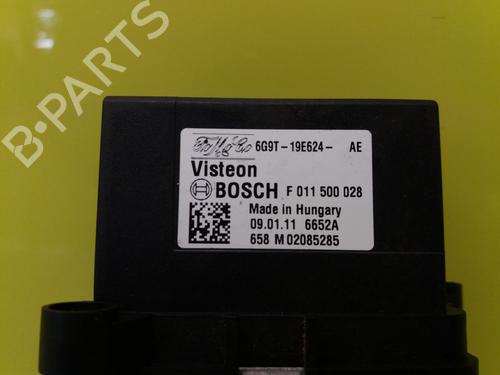 6G9T-19E624- AE
Visteon
BOSCH F 011 500 028
Made in Hungary
09.01.11 6652A
658 M 02085285
B-PARTS